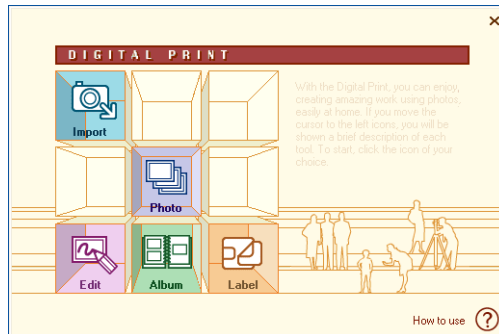 DIGITAL PRINT
Import
With the Digital Print, you can enjoy,
creating amazing work using photos,
easily at home. If you move the
cursor to the left icons, you will be
shown a brief description of each
tool. To start, click the icon of your
choice.
Photo
Edit
Album
Label
How to use ?